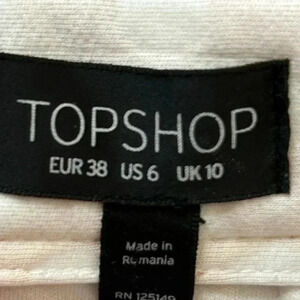 TOPSHOP
EUR 38 US 6 UK 10
Made in
Romania
RN 125149